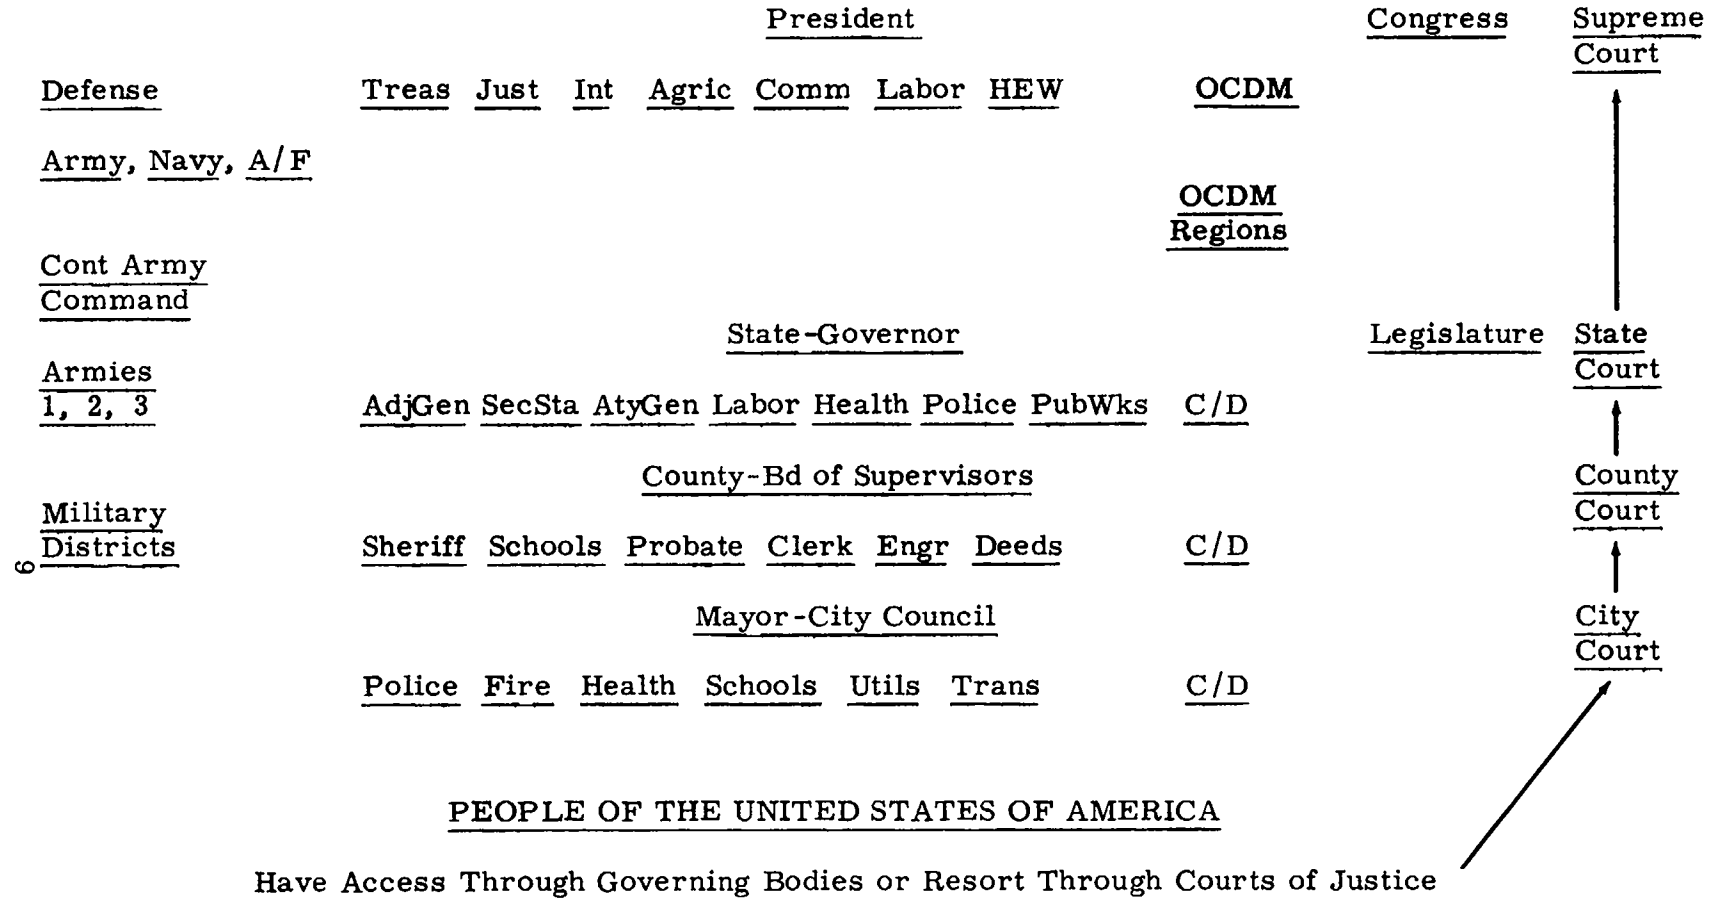 President Congress Supreme
Court
Defense Treas Just Int Agric Comm Labor HEW OCDM
Army, Navy, A/F
OCDM
Regions
Cont Army
Command
State-Governor Legislature State
Court
Armies
1, 2, 3 AdjGen SecSta AtyGen Labor Health Police PubWks C/D
County-Bd of Supervisors County
Court
Military
Districts Sheriff Schools Probate Clerk Engr Deeds C/D
9
Mayor-City Council City
Court
Police Fire Health Schools Utils Trans C/D
PEOPLE OF THE UNITED STATES OF AMERICA
Have Access Through Governing Bodies or Resort Through Courts of Justice